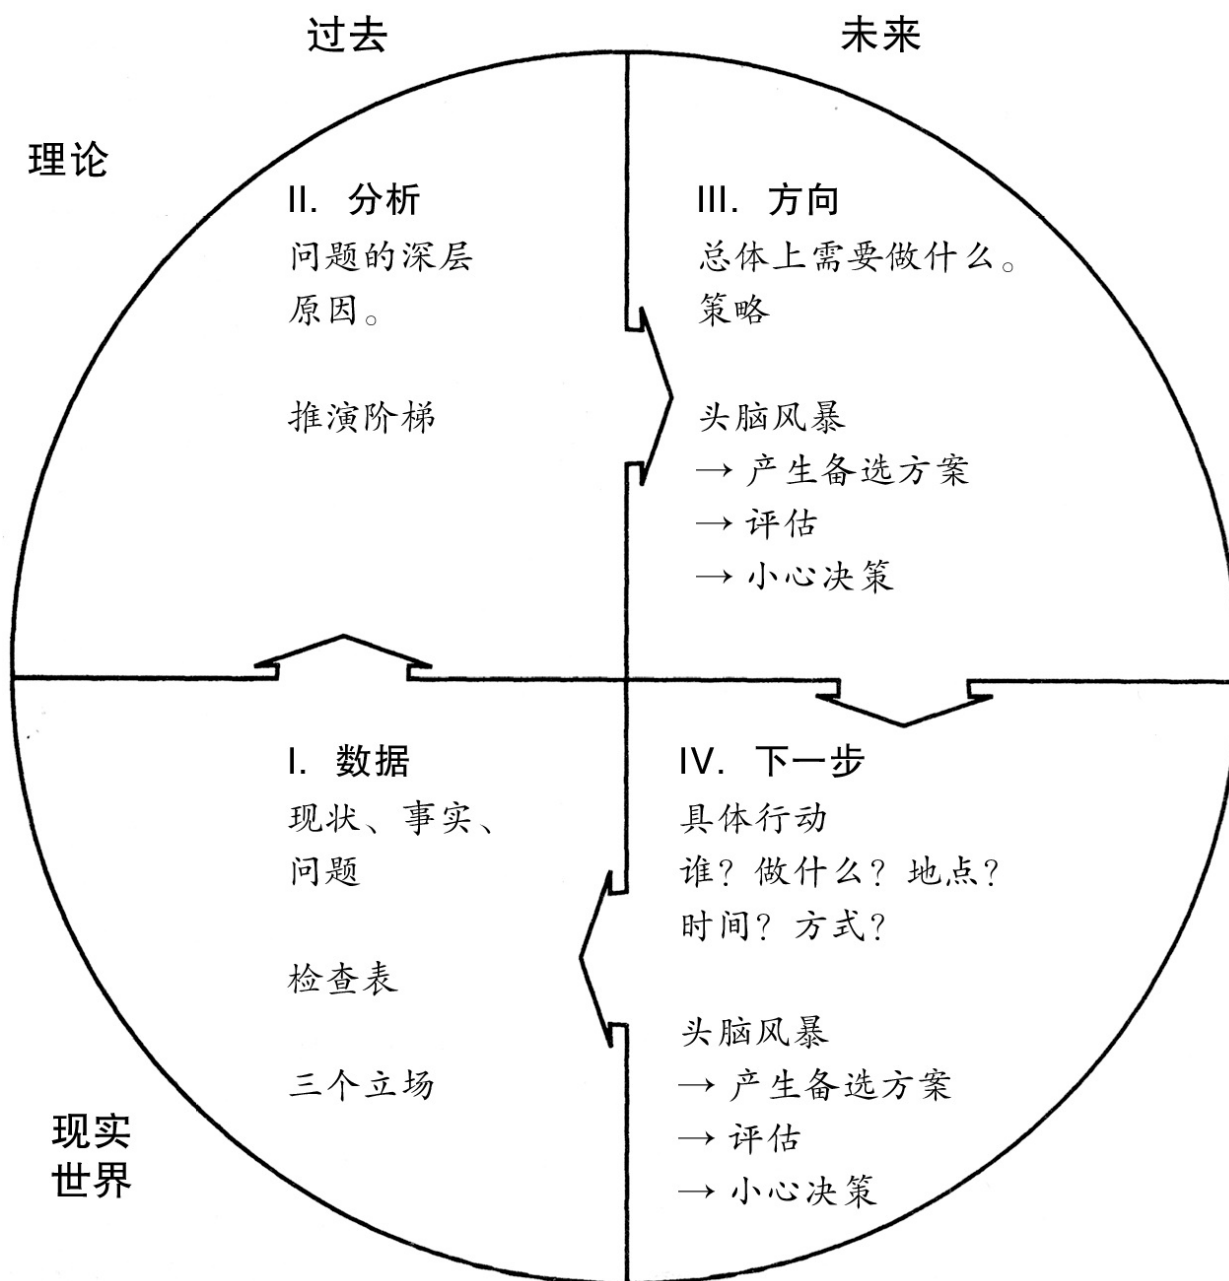 过去
未来
理论
II. 分析
问题的深层
原因。
推演阶梯
III. 方向
总体上需要做什么。
策略
头脑风暴
→ 产生备选方案
→ 评估
→ 小心决策
I. 数据
现状、事实、
问题
检查表
三个立场
IV. 下一步
具体行动
谁？做什么？地点？
时间？方式？
头脑风暴
→ 产生备选方案
→ 评估
→ 小心决策
现实
世界